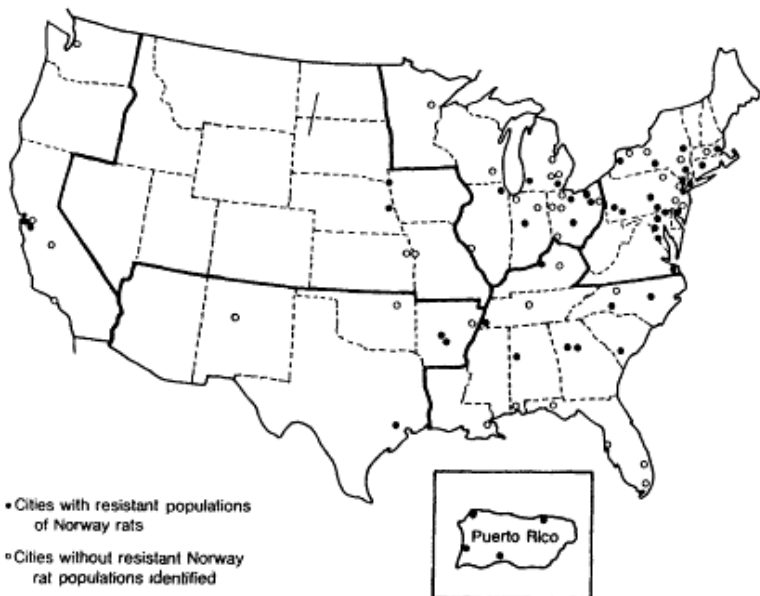 • Cities with resistant populations
of Norway rats
° Cities without resistant Norway
rat populations identified
Puerto Rico